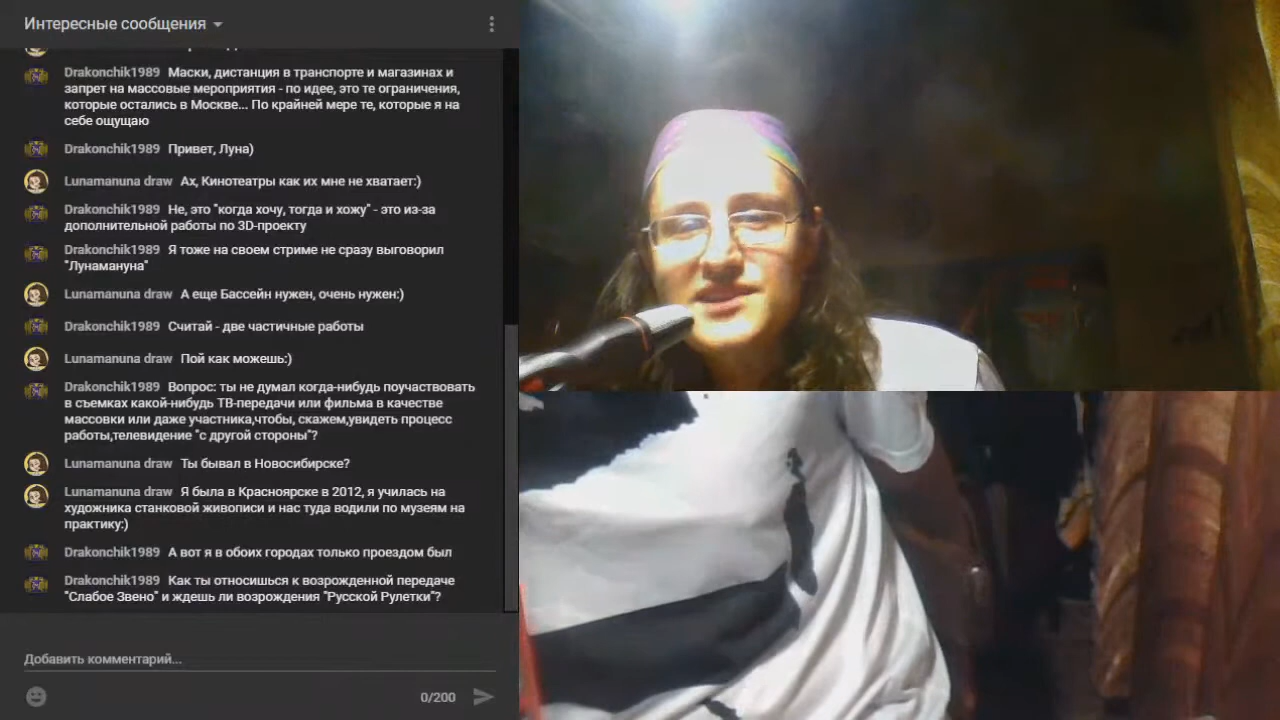 Интересные сообщения
Drakonchik1989 Маски, дистанция в транспорте и магазинах и
запрет на массовые мероприятия - по идее, это те ограничения,
которые остались в Москве... По крайней мере те, которые я на
себе ощущаю
Drakonchik1989 Привет, Луна)
Lunamanuna draw Ах, Кинотеатры как их мне не хватает:)
Drakonchik1989 Не, это "когда хочу, тогда и хожу" - это из-за
дополнительной работы по 3D-проекту
Drakonchik1989 Я тоже на своем стриме не сразу выговорил
"Лунамануна"
Lunamanuna draw А еще Бассейн нужен, очень нужен:)
Drakonchik1989 Считай - две частичные работы
Lunamanuna draw Пой как можешь:)
Drakonchik1989 Вопрос: ты не думал когда-нибудь поучаствовать
в съемках какой-нибудь ТВ-передачи или фильма в качестве
массовки или даже участника,чтобы, скажем,увидеть процесс
работы,телевидение "с другой стороны"?
Lunamanuna draw Ты бывал в Новосибирске?
Lunamanuna draw Я была в Красноярске в 2012, я училась на
художника станковой живописи и нас туда водили по музеям на
практику:)
Drakonchik1989 А вот я в обоих городах только проездом был
Drakonchik1989 Как ты относишься к возрожденной передаче
"Слабое Звено" и ждешь ли возрождения "Русской Рулетки"?
Добавить комментарий...
0/200